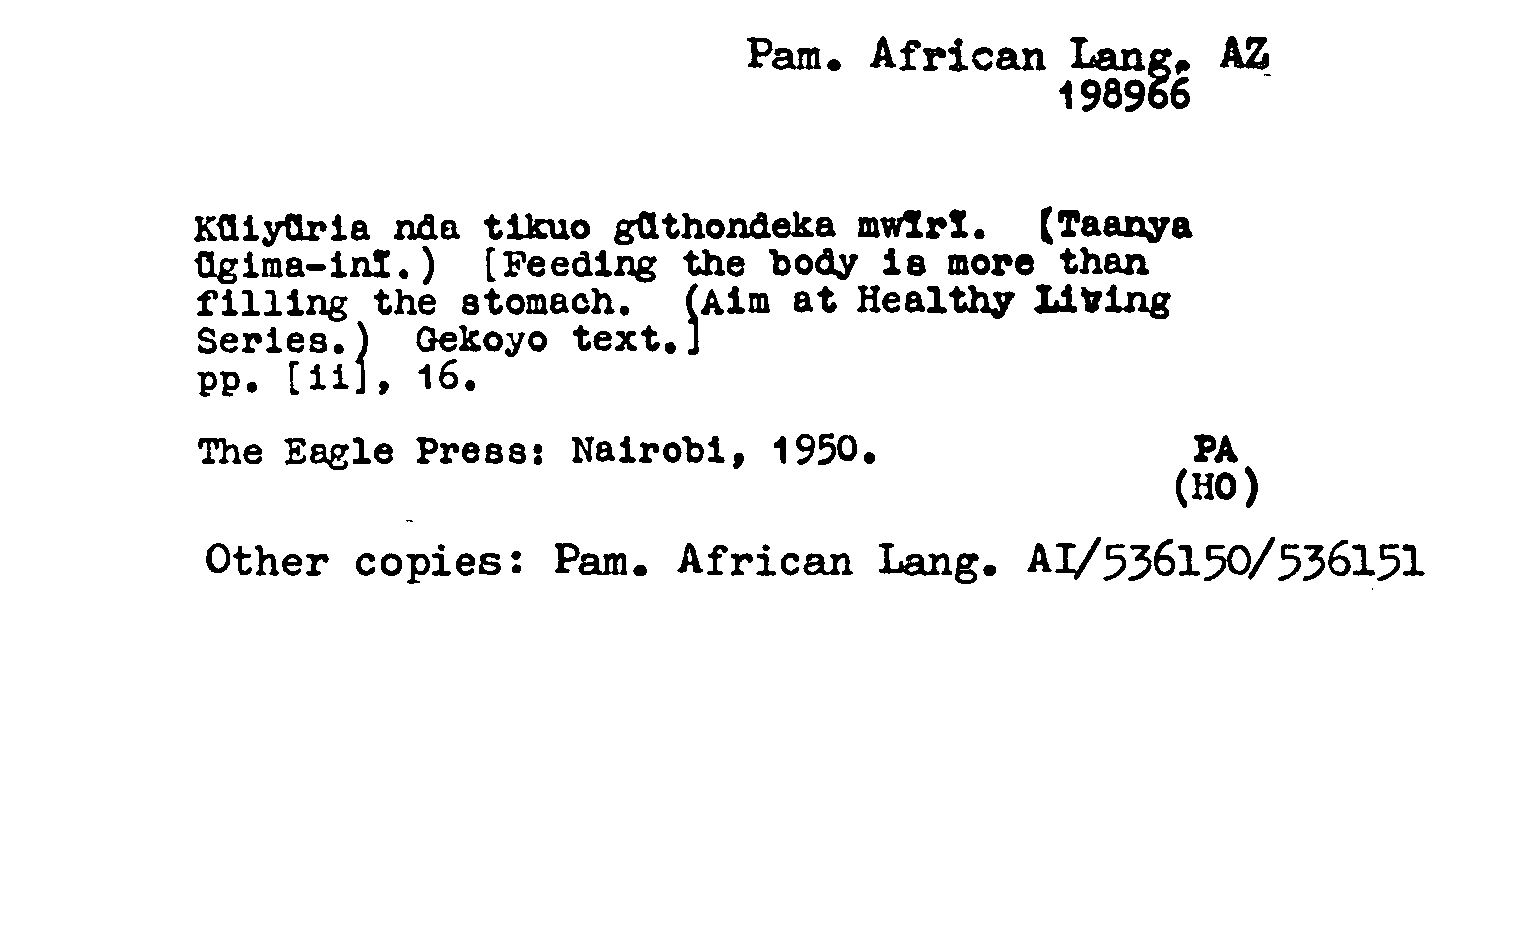 Pam. African Lang. AZ
198966
Kũiyũria nda tikuo gũthondeka mwĩrĩ. (Taanya
ũgima-inĩ.) [Feeding the body is more than
filling the stomach. (Aim at Healthy Living
Series.) Gekoyo text.]
pp. [ii], 16.
The Eagle Press: Nairobi, 1950. PA
(HO)
Other copies: Pam. African Lang. AI/536150/536151